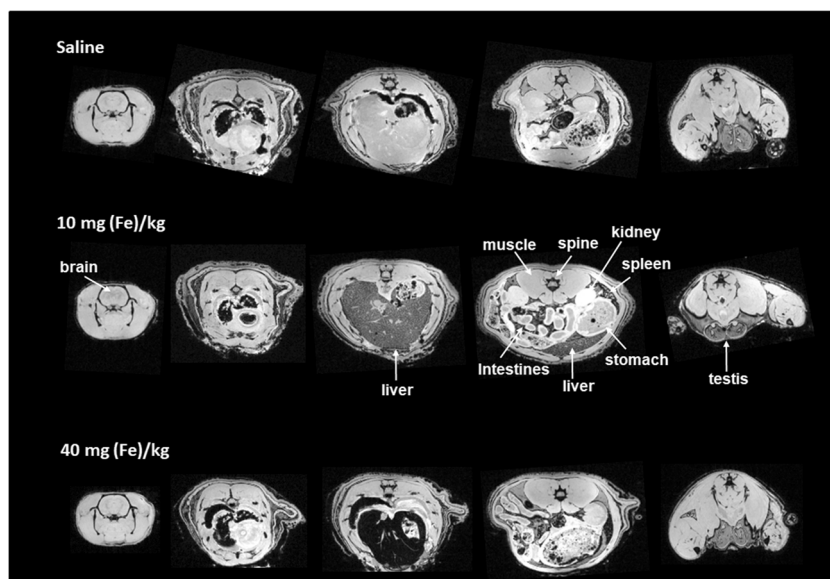 Saline
10 mg (Fe)/kg
brain
muscle
spine
kidney
spleen
Intestines
liver
stomach
liver
testis
40 mg (Fe)/kg